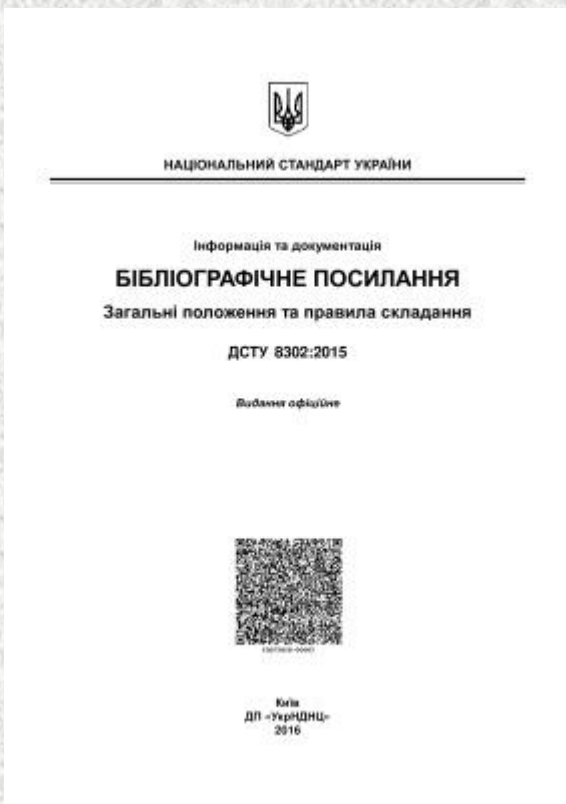 НАЦІОНАЛЬНИЙ СТАНДАРТ УКРАЇНИ
Інформація та документація
БІБЛІОГРАФІЧНЕ ПОСИЛАННЯ
Загальні положення та правила складання
ДСТУ 8302:2015
Видання офіційне
Київ
ДП «УкрНДНЦ»
2016